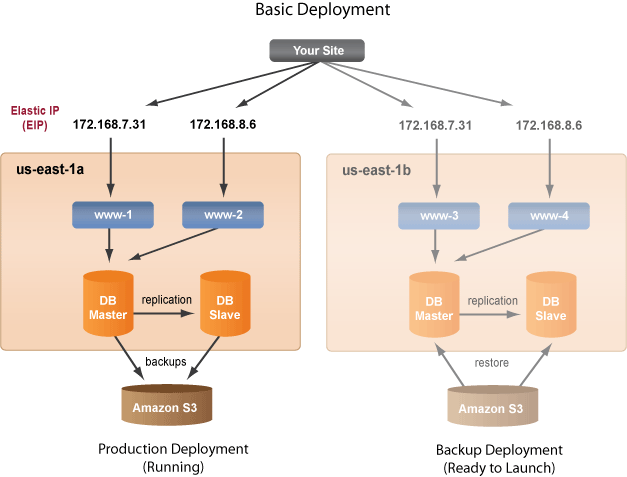 Basic Deployment
Your Site
Elastic IP
(EIP)
172.168.7.31
172.168.8.6
172.168.7.31
172.168.8.6
us-east-1a
us-east-1b
www-1
www-2
www-3
www-4
DB
Master
replication
DB
Slave
DB
Master
replication
DB
Slave
backups
restore
Amazon S3
Amazon S3
Production Deployment
(Running)
Backup Deployment
(Ready to Launch)